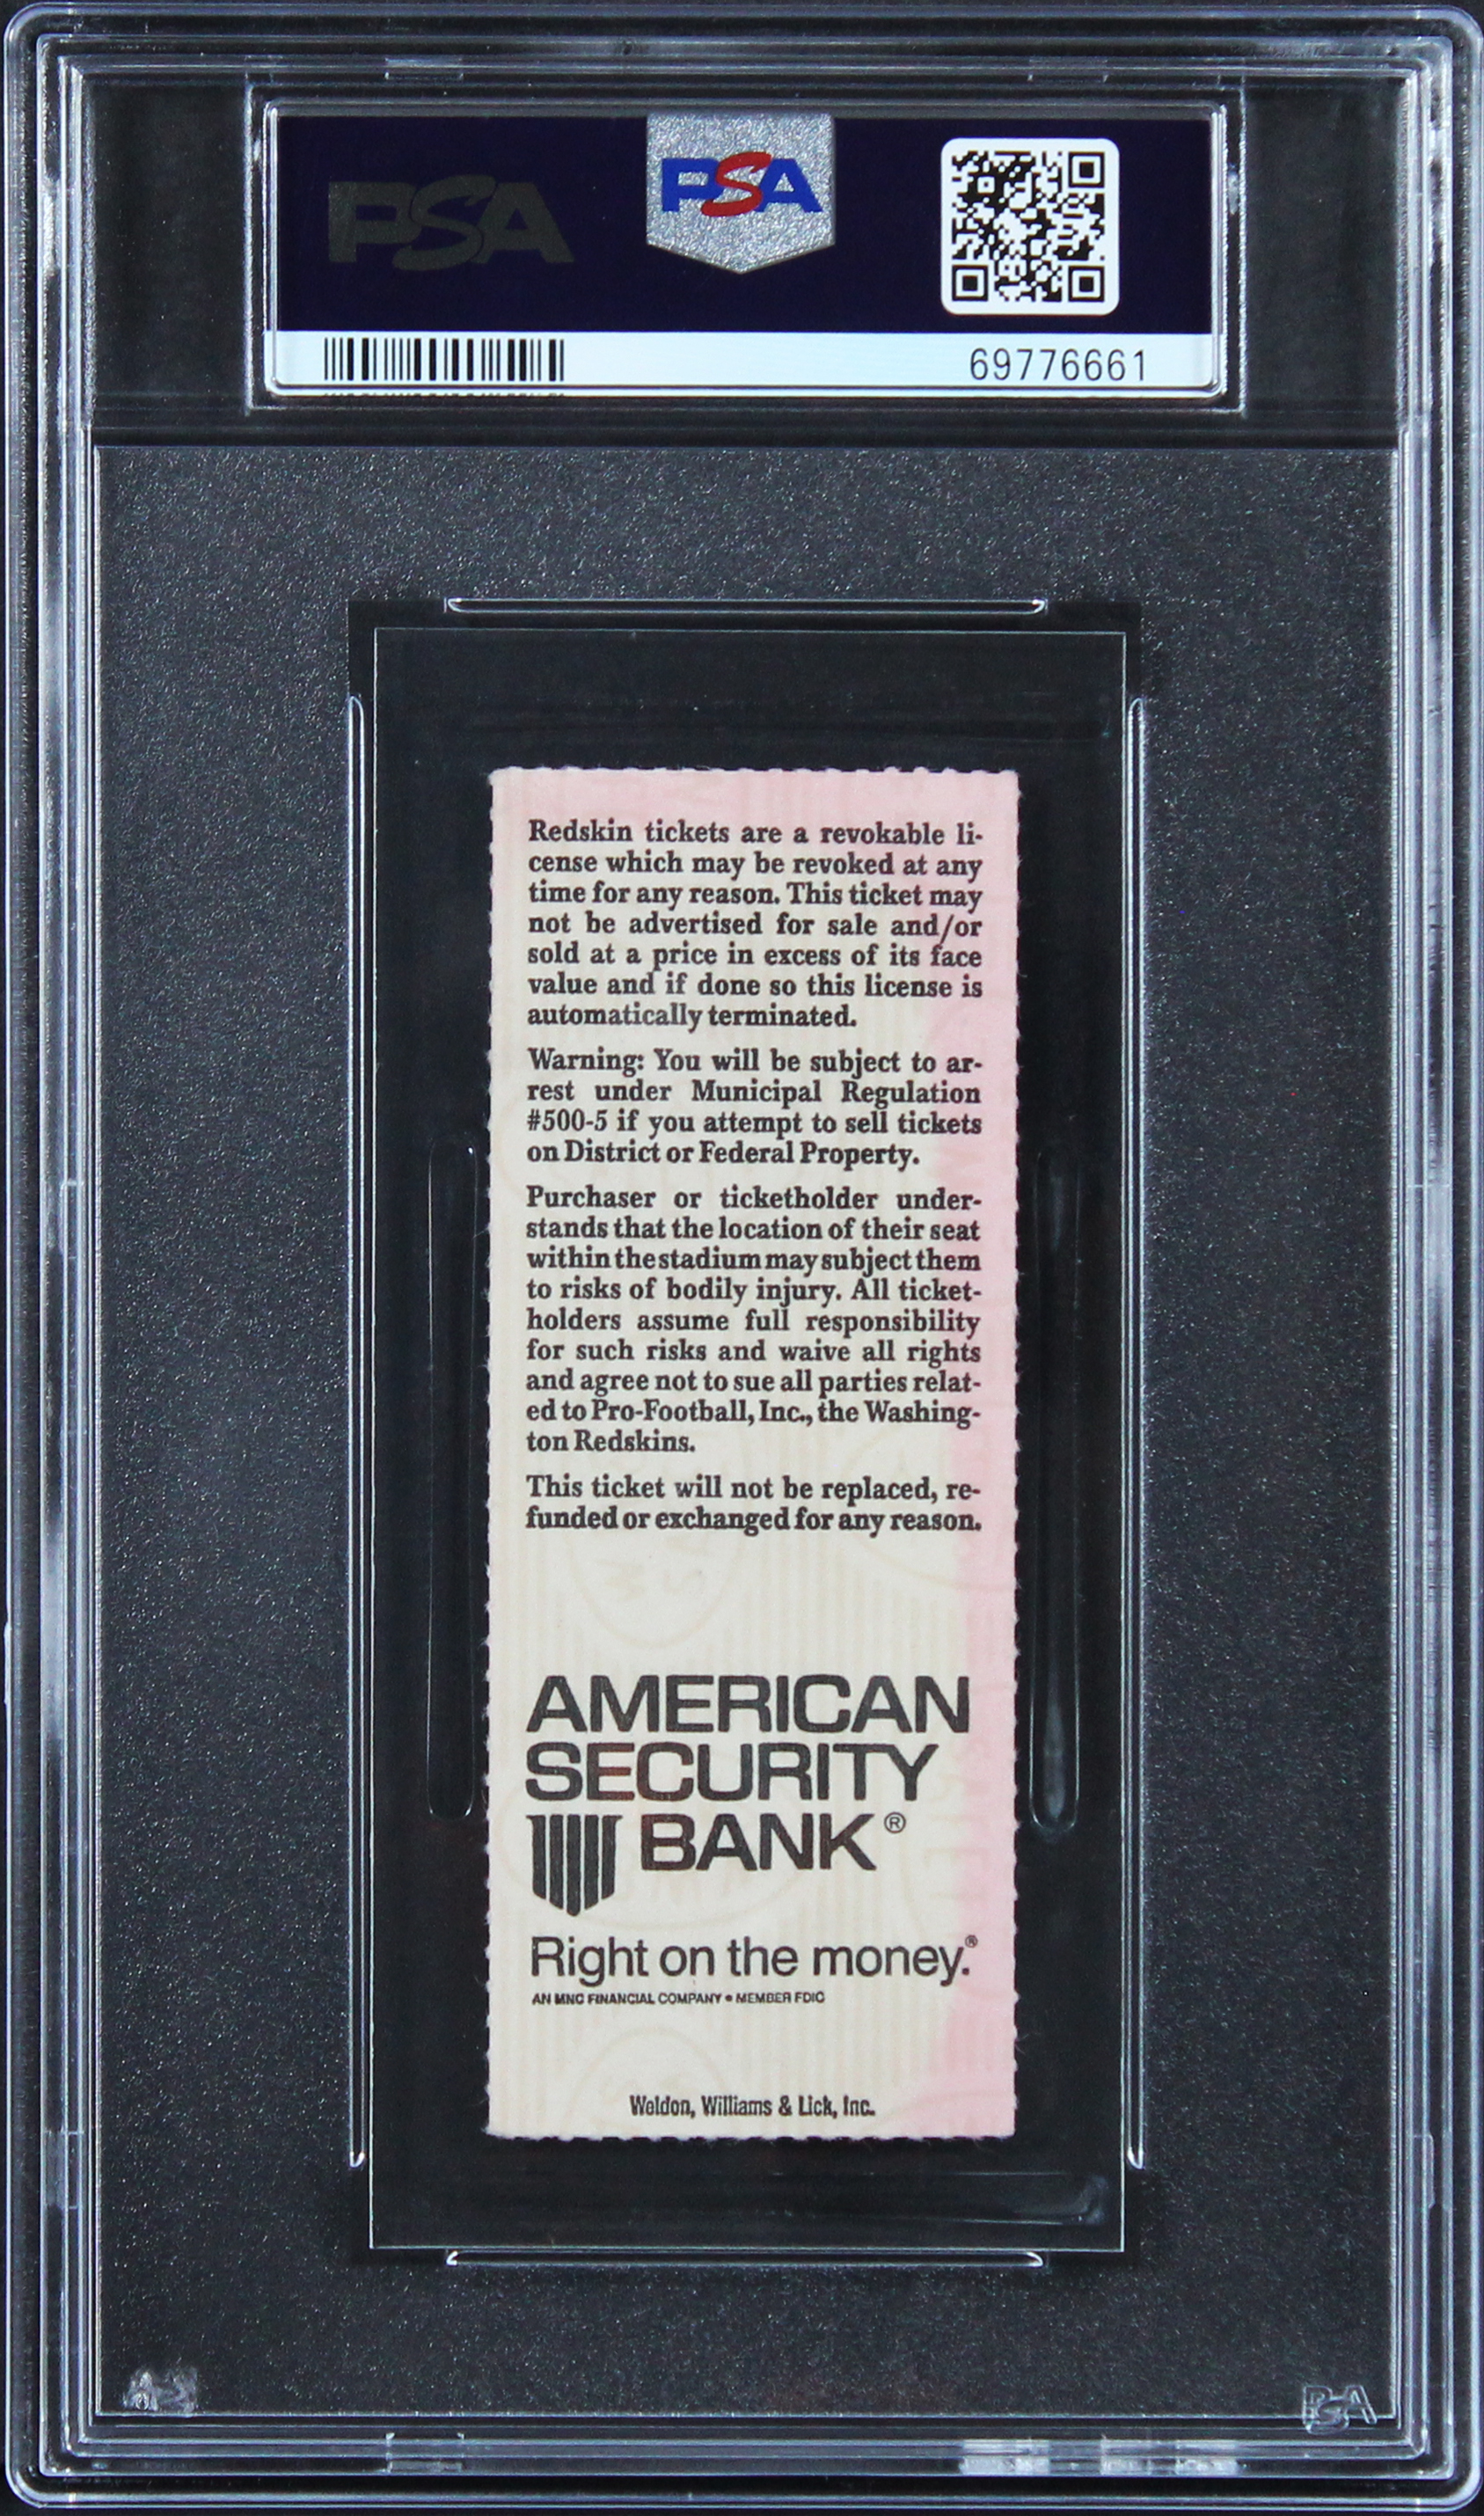 PSA
PSA
69776661
Redskin tickets are a revokable li-
cense which may be revoked at any
time for any reason. This ticket may
not be advertised for sale and/or
sold at a price in excess of its face
value and if done so this license is
automatically terminated.
Warning: You will be subject to ar-
rest under Municipal Regulation
#500-5 if you attempt to sell tickets
on District or Federal Property.
Purchaser or ticketholder under-
stands that the location of their seat
within the stadium may subject them
to risks of bodily injury. All ticket-
holders assume full responsibility
for such risks and waive all rights
and agree not to sue all parties relat-
ed to Pro-Football, Inc., the Washing-
ton Redskins.
This ticket will not be replaced, re-
funded or exchanged for any reason.
AMERICAN
SECURITY
BANK®
Right on the money.®
AN MNC FINANCIAL COMPANY • MEMBER FDIC
Weldon, Williams & Lick, Inc.
PSA